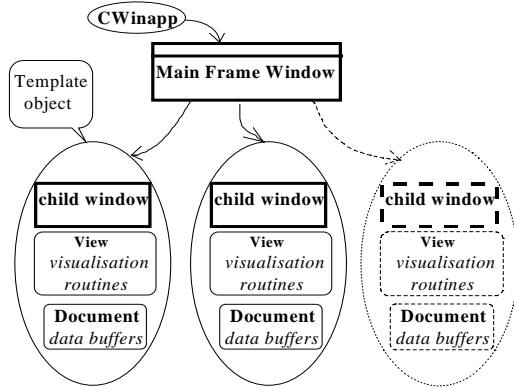 CWinapp
Main Frame Window
Template
object
child window
View
visualisation
routines
Document
data buffers
child window
View
visualisation
routines
Document
data buffers
child window
View
visualisation
routines
Document
data buffers